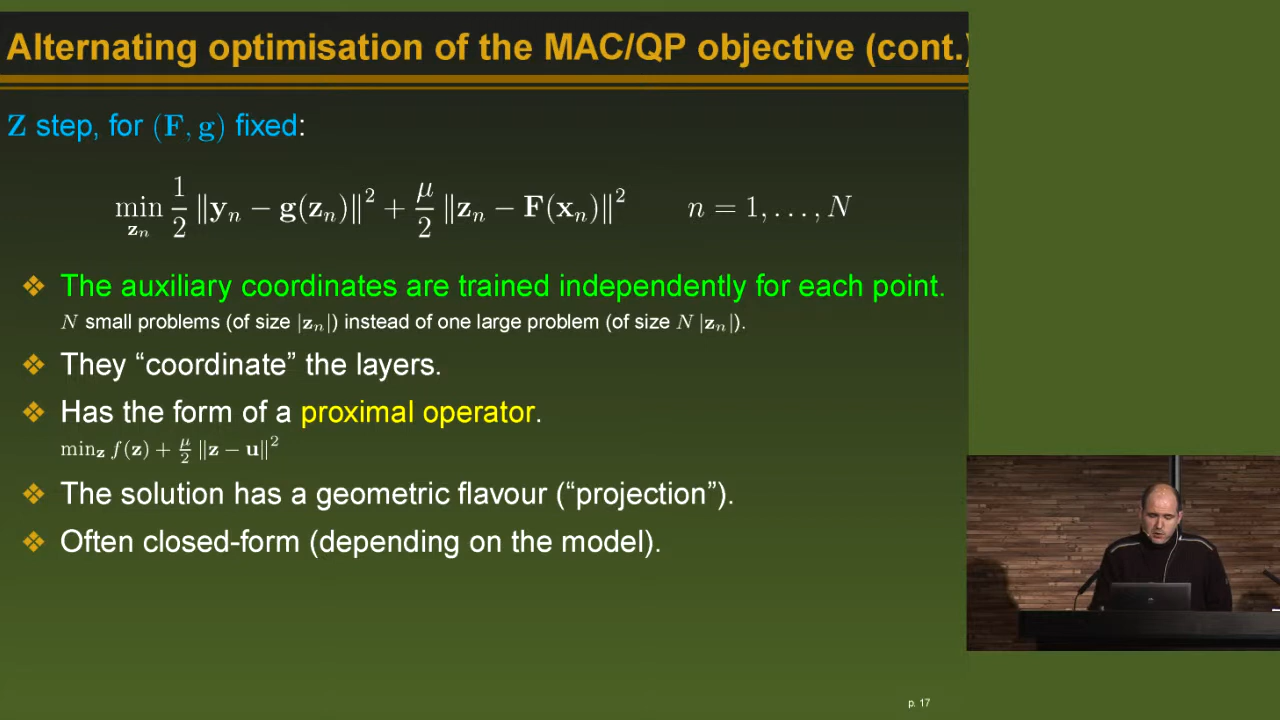 Alternating optimisation of the MAC/QP objective (cont.)
Z step, for (F, g) fixed:
min_{z_n} \frac{1}{2} ‖y_n − g(z_n)‖² + \frac{μ}{2} ‖z_n − F(x_n)‖² n = 1, . . . , N
❖ The auxiliary coordinates are trained independently for each point.
N small problems (of size |z_n|) instead of one large problem (of size N |z_n|).
❖ They “coordinate” the layers.
❖ Has the form of a proximal operator.
min_z f(z) + \frac{μ}{2} ‖z − u‖²
❖ The solution has a geometric flavour (“projection”).
❖ Often closed-form (depending on the model).
p. 17